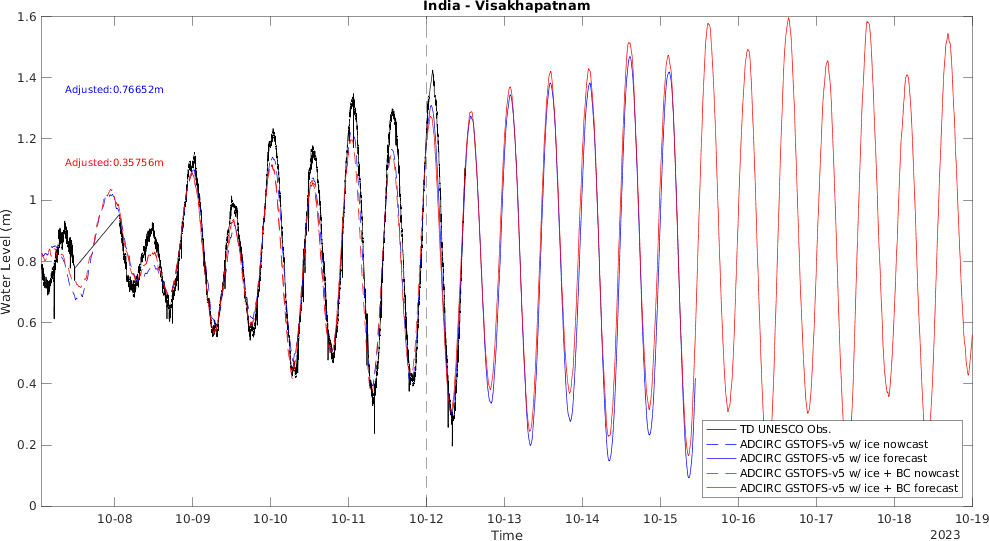 India - Visakhapatnam
1.6
1.4
1.2
1
0.8
0.6
0.4
0.2
0
Water Level (m)
Adjusted:0.76652m
Adjusted:0.35756m
TD UNESCO Obs.
ADCIRC GSTOFS-v5 w/ ice nowcast
ADCIRC GSTOFS-v5 w/ ice forecast
ADCIRC GSTOFS-v5 w/ ice + BC nowcast
ADCIRC GSTOFS-v5 w/ ice + BC forecast
10-08 10-09 10-10 10-11 10-12 10-13 10-14 10-15 10-16 10-17 10-18 10-19
Time
2023